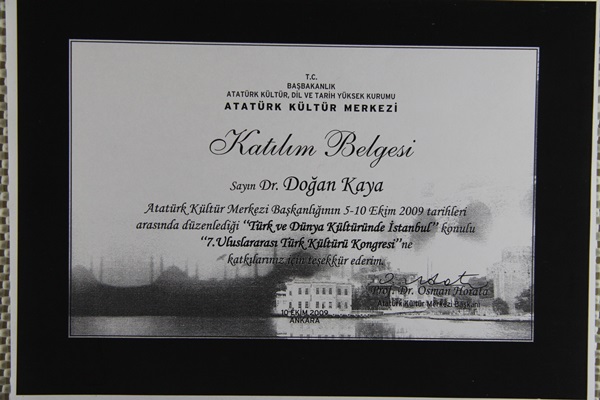 T.C.
BAŞBAKANLIK
ATATÜRK KÜLTÜR, DİL VE TARİH YÜKSEK KURUMU
ATATÜRK KÜLTÜR MERKEZİ
Katılım Belgesi
Sayın Dr. Doğan Kaya
Atatürk Kültür Merkezi Başkanlığının 5-10 Ekim 2009 tarihleri
arasında düzenlediği "Türk ve Dünya Kültüründe İstanbul" konulu
"7.Uluslararası Türk Kültürü Kongresi"ne
katkılarınız için teşekkür ederim.
Prof. Dr. Osman Horata
Atatürk Kültür Merkezi Başkanı
10 EKİM 2009
ANKARA